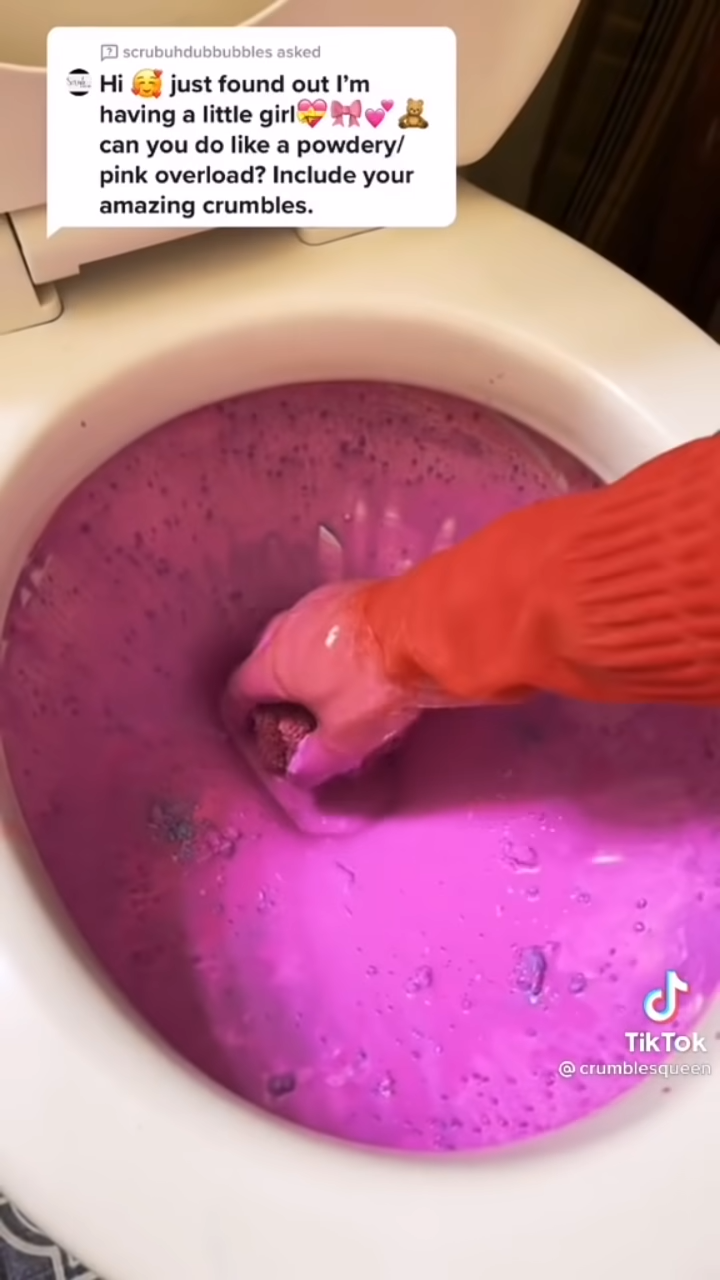 scrubuhdubbubbles asked
Hi 🥰 just found out I'm
having a little girl💝🎀💕🧸
can you do like a powdery/
pink overload? Include your
amazing crumbles.
TikTok
@crumblesqueen